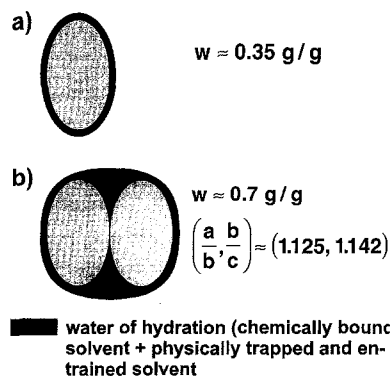 a)
w ≈ 0.35 g / g
b)
w ≈ 0.7 g / g
(a/b, b/c) ≈ (1.125, 1.142)
water of hydration (chemically bounc
solvent + physically trapped and en-
trained solvent